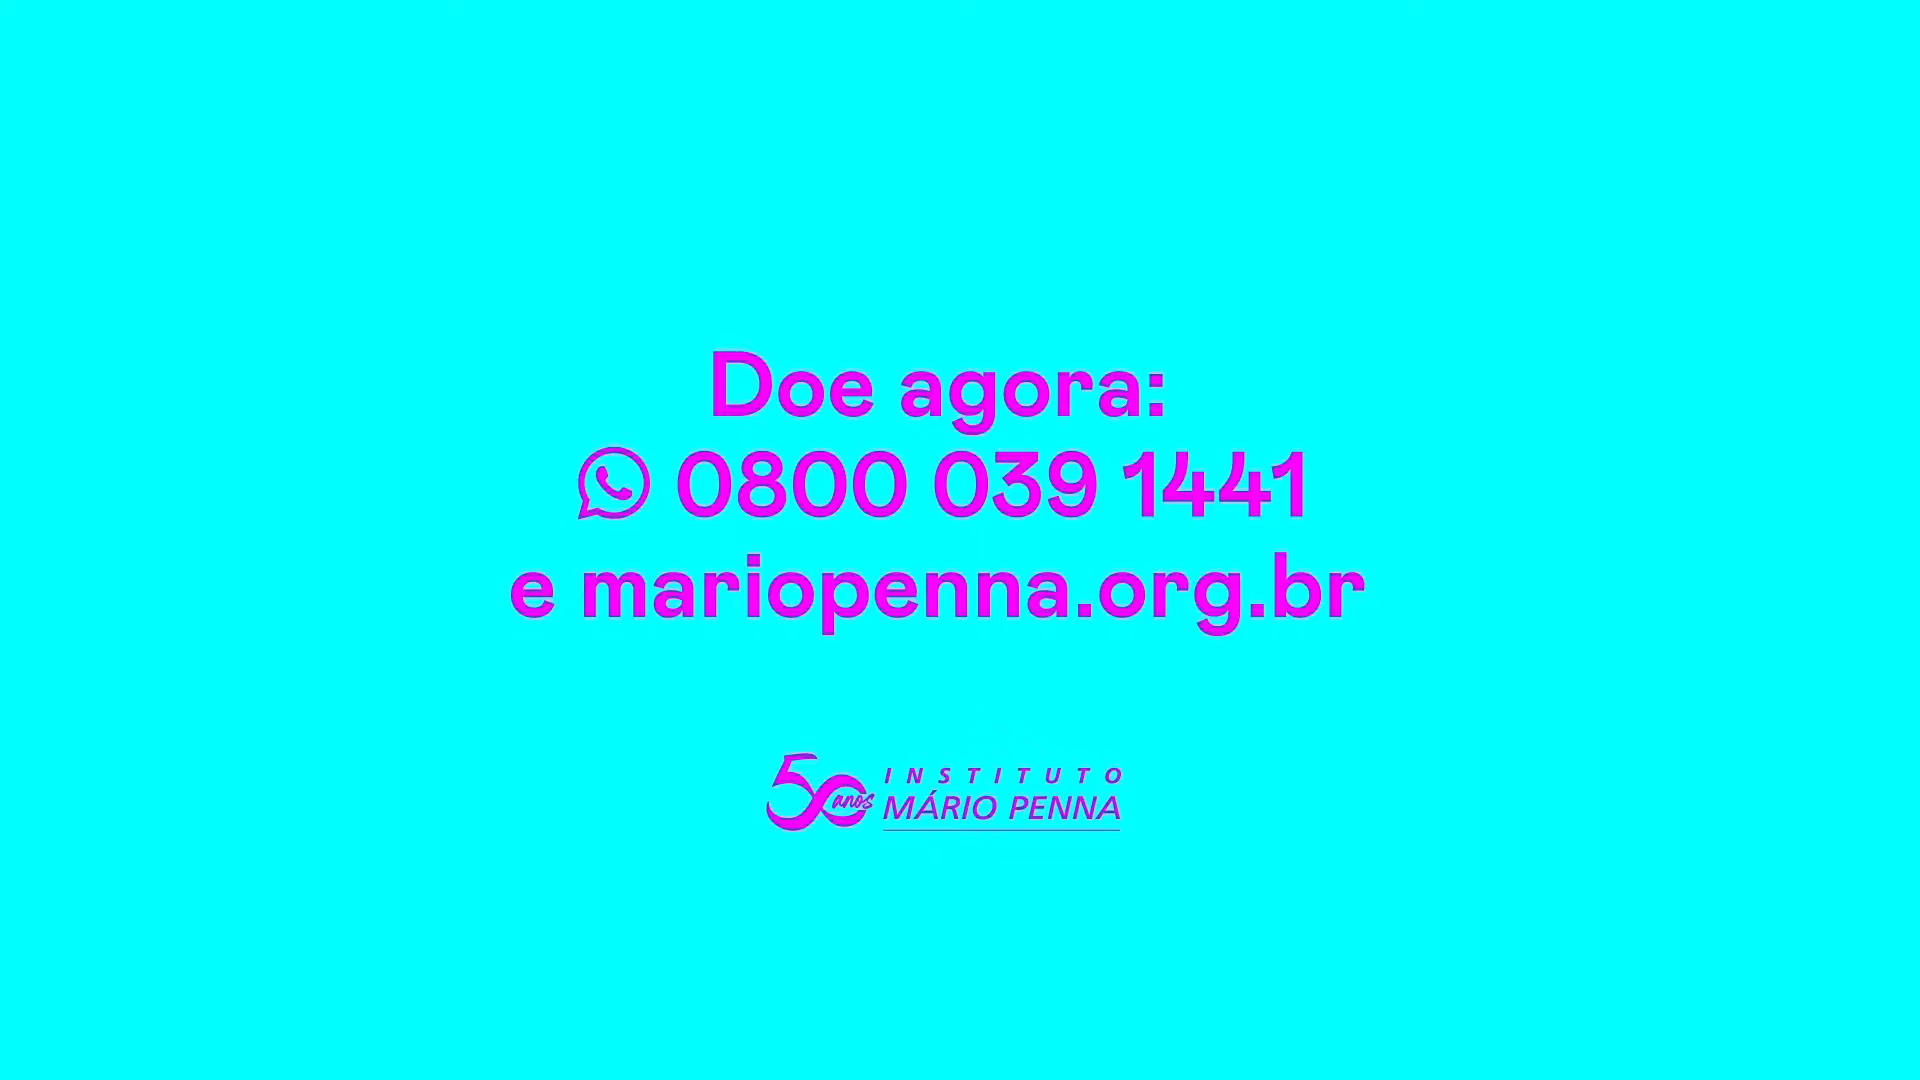 Doe agora:
0800 039 1441
e mariopenna.org.br
50 anos INSTITUTO
MÁRIO PENNA